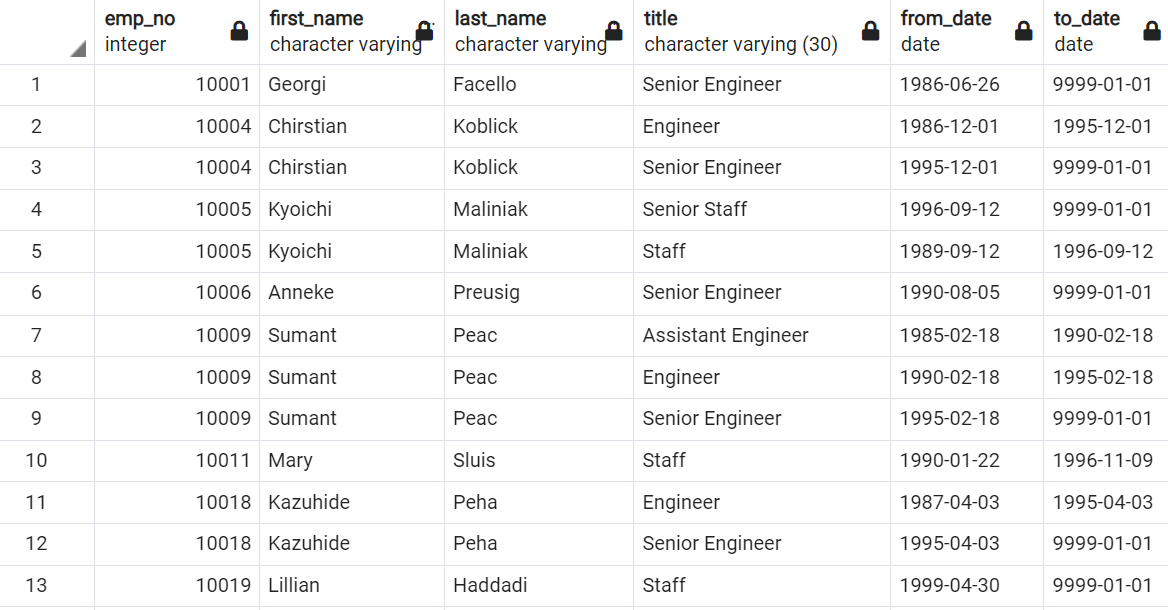 emp_no first_name last_name title from_date to_date
integer character varying character varying character varying (30) date date
1 10001 Georgi Facello Senior Engineer 1986-06-26 9999-01-01
2 10004 Chirstian Koblick Engineer 1986-12-01 1995-12-01
3 10004 Chirstian Koblick Senior Engineer 1995-12-01 9999-01-01
4 10005 Kyoichi Maliniak Senior Staff 1996-09-12 9999-01-01
5 10005 Kyoichi Maliniak Staff 1989-09-12 1996-09-12
6 10006 Anneke Preusig Senior Engineer 1990-08-05 9999-01-01
7 10009 Sumant Peac Assistant Engineer 1985-02-18 1990-02-18
8 10009 Sumant Peac Engineer 1990-02-18 1995-02-18
9 10009 Sumant Peac Senior Engineer 1995-02-18 9999-01-01
10 10011 Mary Sluis Staff 1990-01-22 1996-11-09
11 10018 Kazuhide Peha Engineer 1987-04-03 1995-04-03
12 10018 Kazuhide Peha Senior Engineer 1995-04-03 9999-01-01
13 10019 Lillian Haddadi Staff 1999-04-30 9999-01-01